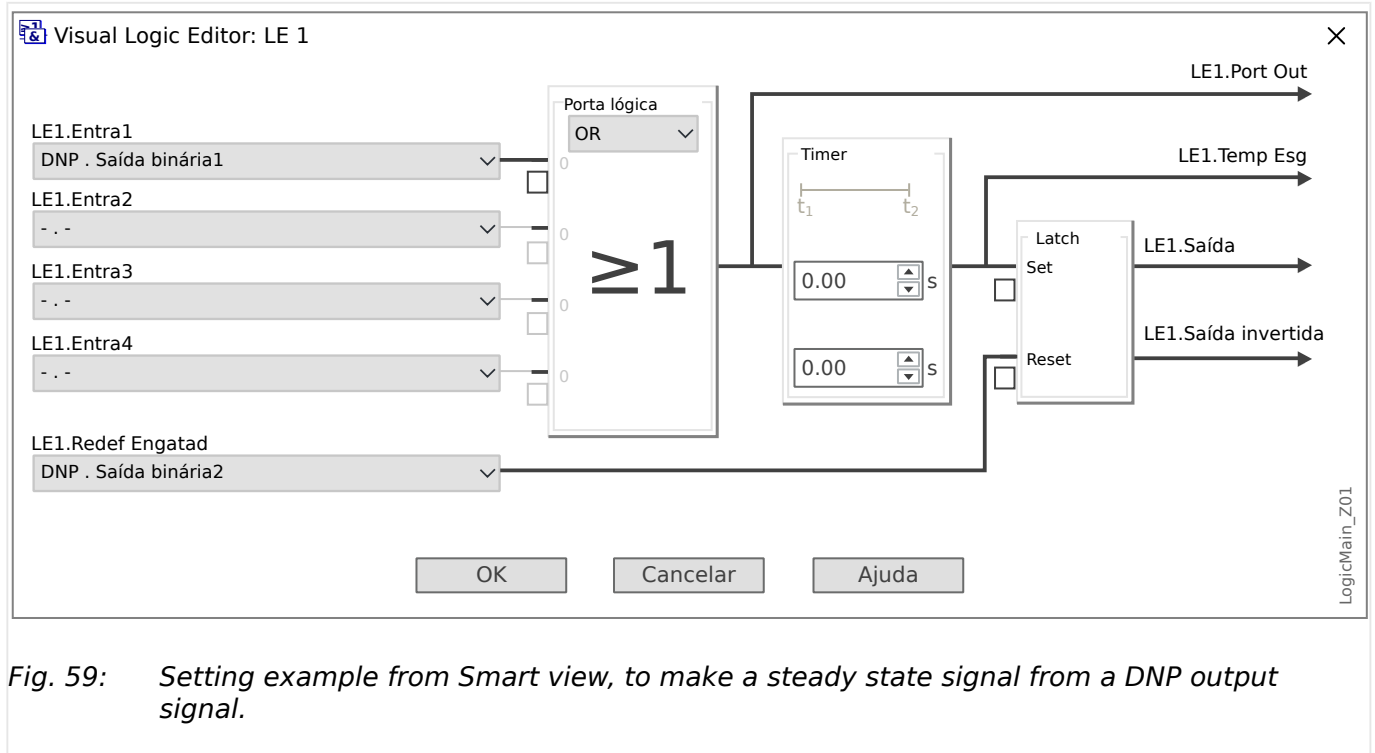 ≥1
&
Visual Logic Editor: LE 1
LE1.Port Out
Porta lógica
OR
LE1.Entra1
DNP . Saída binária1
0
Timer
LE1.Temp Esg
t1 t2
LE1.Entra2
- . -
0
≥1
Latch
Set
LE1.Saída
LE1.Entra3
- . -
0
0.00 s
LE1.Entra4
- . -
0
0.00 s
Reset
LE1.Saída invertida
LE1.Redef Engatad
DNP . Saída binária2
OK
Cancelar
Ajuda
LogicMain_Z01
Fig. 59: Setting example from Smart view, to make a steady state signal from a DNP output
signal.